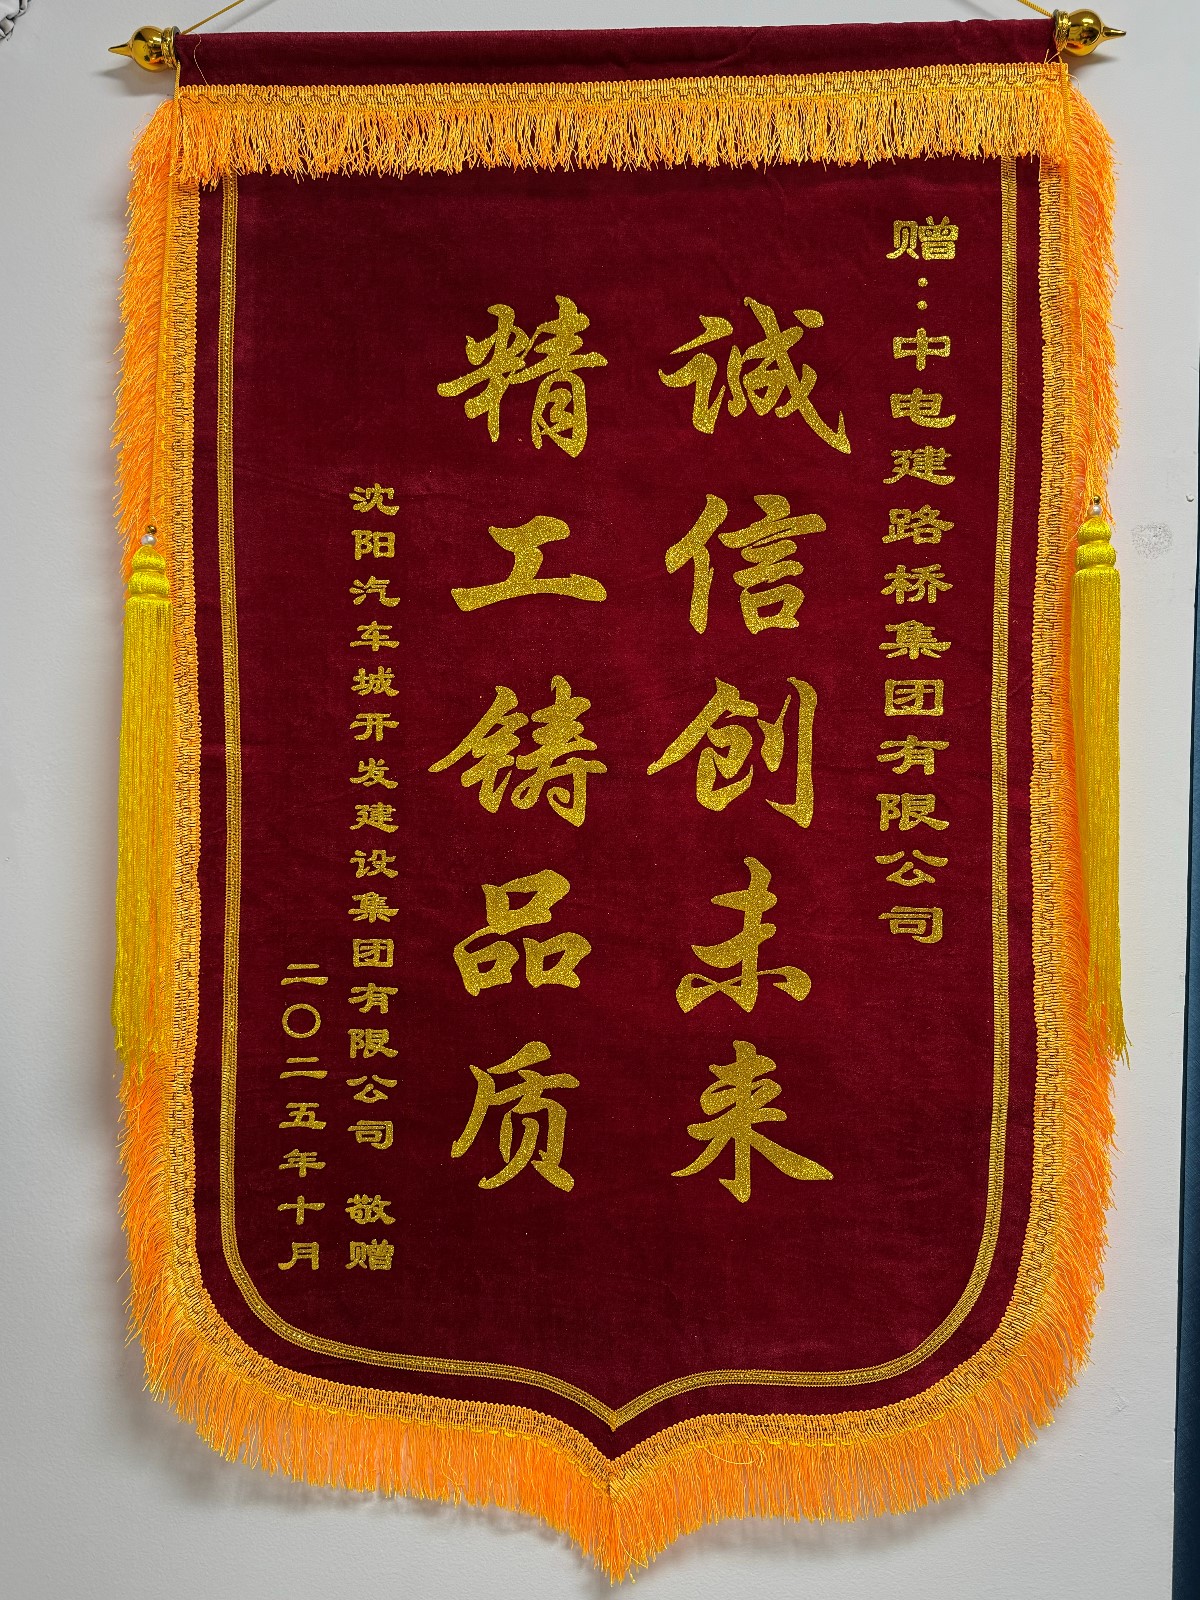 赠：中电建路桥集团有限公司
诚信创未来
精工铸品质
沈阳汽车城开发建设集团有限公司 敬赠
二〇二五年十月